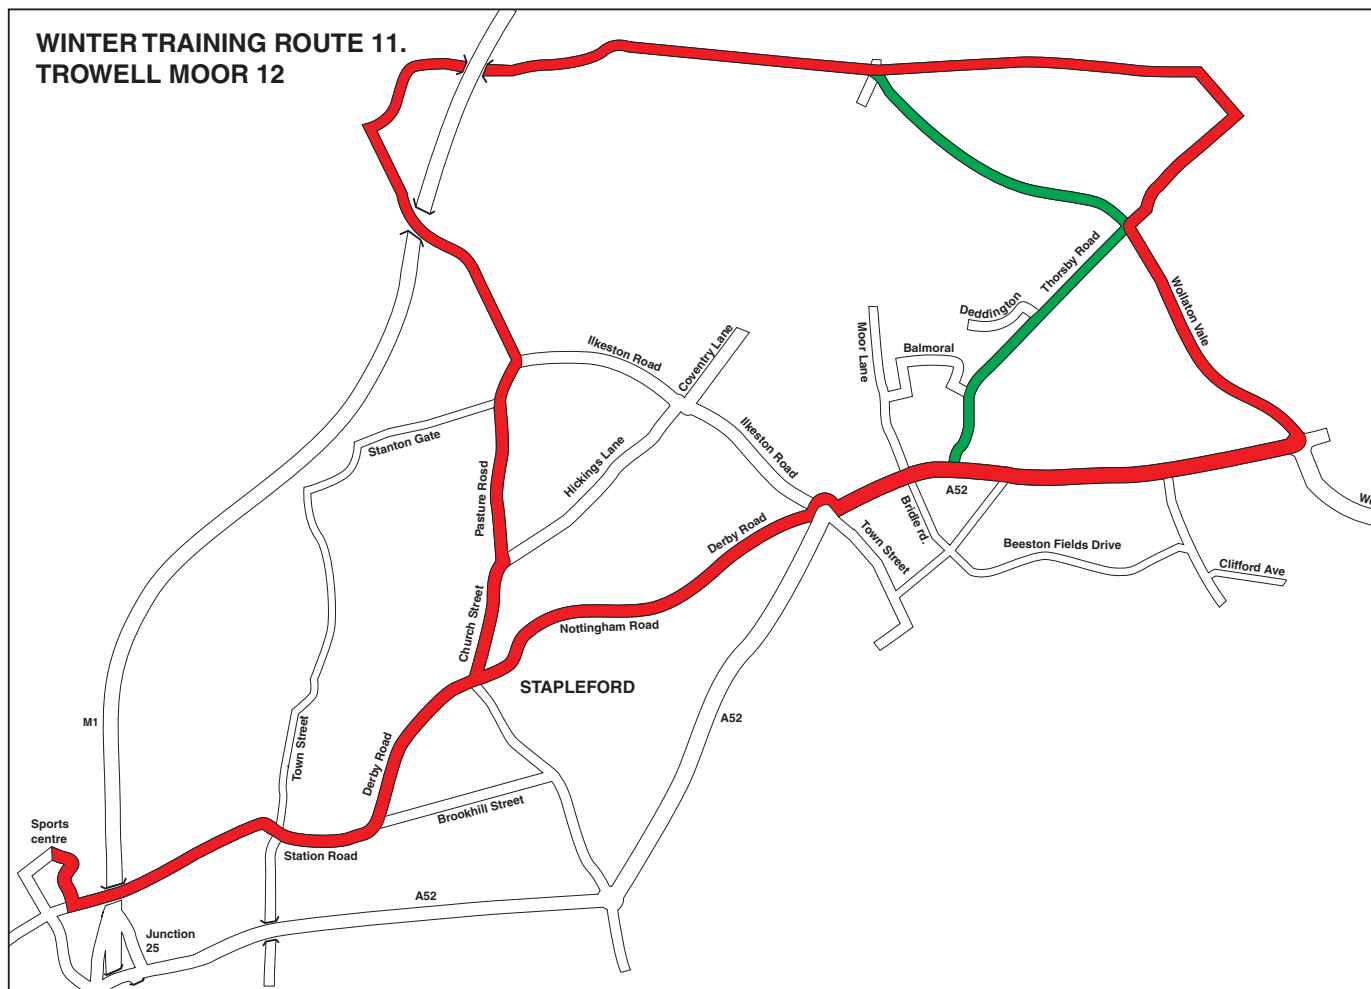 WINTER TRAINING ROUTE 11.
TROWELL MOOR 12
Thorsby Road
Deddington
Wollaton Vale
Moor Lane
Balmoral
Ilkeston Road
Coventry Lane
Ilkeston Road
Stanton Gate
Hickings Lane
Pasture Rosd
A52
Bridle rd.
Derby Road
Town Street
Beeston Fields Drive
Clifford Ave
Church Street
Nottingham Road
STAPLEFORD
M1
A52
Town Street
Derby Road
Brookhill Street
Sports
centre
Station Road
A52
Junction
25